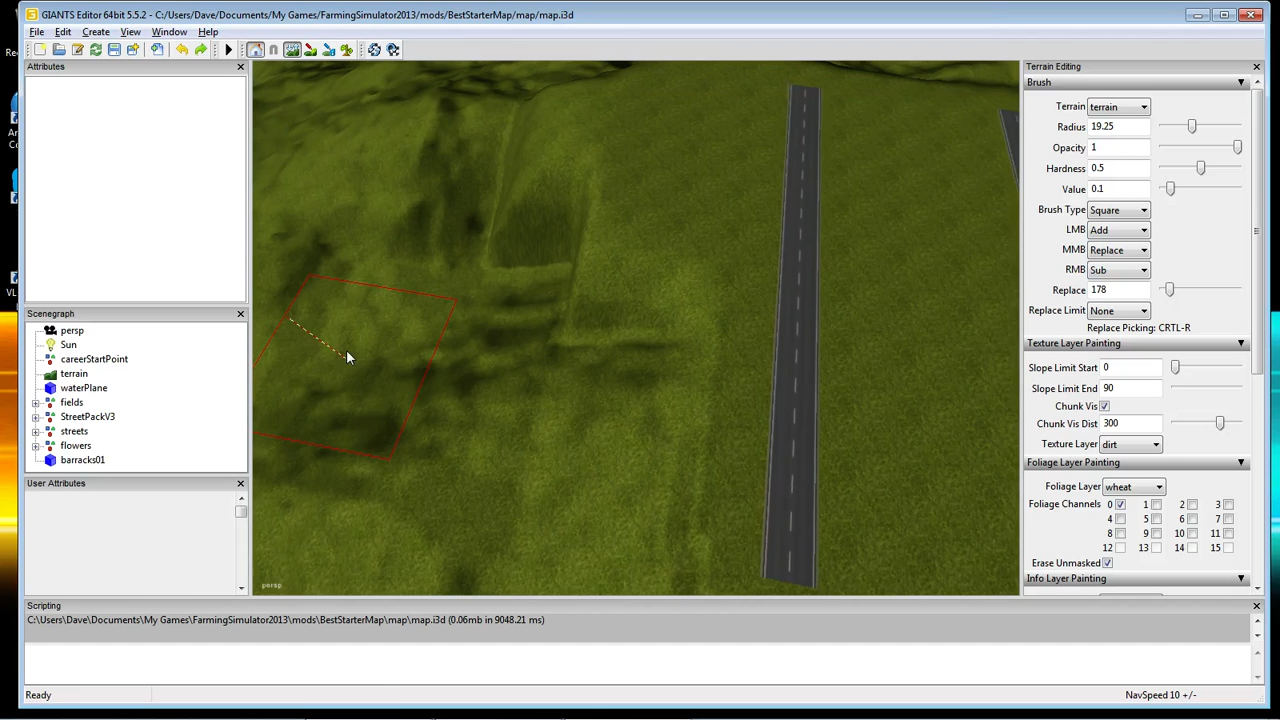 GIANTS Editor 64bit 5.5.2 - C:/Users/Dave/Documents/My Games/FarmingSimulator2013/mods/BestStarterMap/map/map.i3d
File Edit Create View Window Help
Attributes
Scenegraph
persp
Sun
careerStartPoint
terrain
waterPlane
fields
StreetPackV3
streets
flowers
barracks01
User Attributes
persp
Terrain Editing
Brush
Terrain terrain
Radius 19.25
Opacity 1
Hardness 0.5
Value 0.1
Brush Type Square
LMB Add
MMB Replace
RMB Sub
Replace 178
Replace Limit None
Replace Picking: CRTL-R
Texture Layer Painting
Slope Limit Start 0
Slope Limit End 90
Chunk Vis
Chunk Vis Dist 300
Texture Layer dirt
Foliage Layer Painting
Foliage Layer wheat
Foliage Channels 0 1 2 3
4 5 6 7
8 9 10 11
12 13 14 15
Erase Unmasked
Info Layer Painting
Scripting
C:\Users\Dave\Documents\My Games\FarmingSimulator2013\mods\BestStarterMap\map\map.i3d (0.06mb in 9048.21 ms)
Ready
NavSpeed 10 +/-